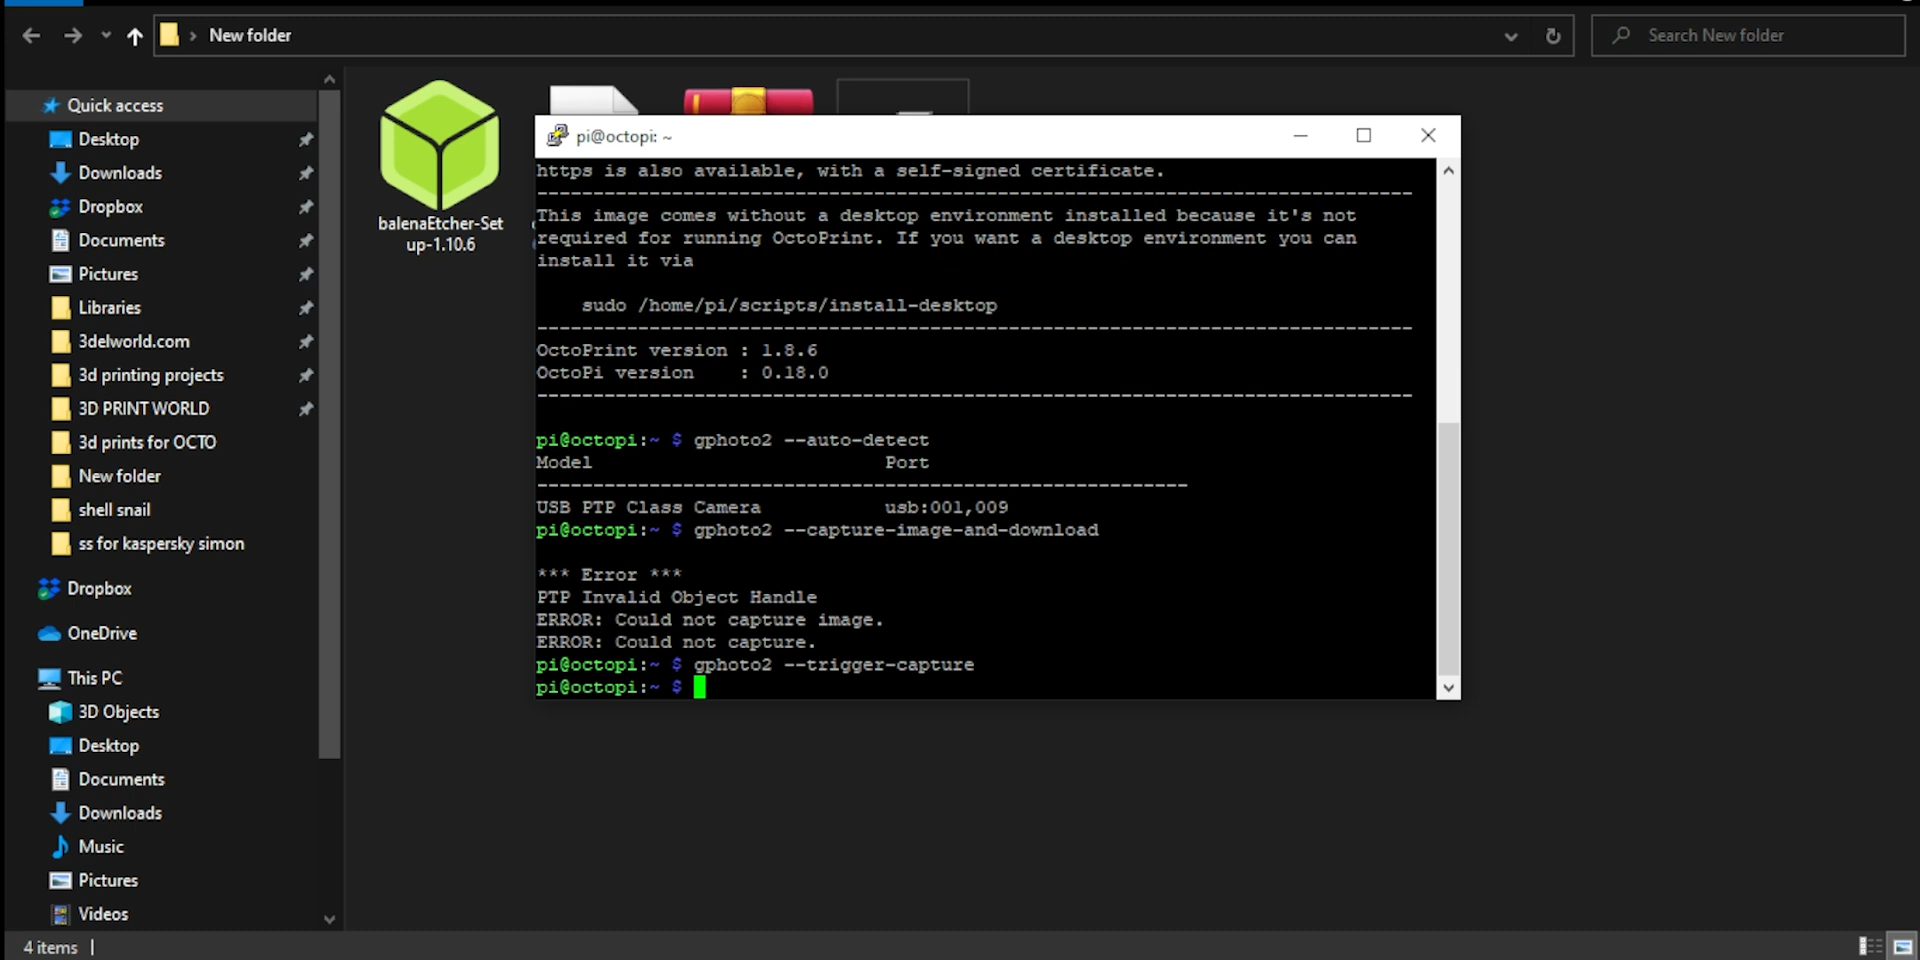 New folder
Search New folder
Quick access
Desktop
Downloads
Dropbox
Documents
Pictures
Libraries
3delworld.com
3d printing projects
3D PRINT WORLD
3d prints for OCTO
New folder
shell snail
ss for kaspersky simon
Dropbox
OneDrive
This PC
3D Objects
Desktop
Documents
Downloads
Music
Pictures
Videos
4 items
balenaEtcher-Set
up-1.10.6
pi@octopi: ~
https is also available, with a self-signed certificate.
------------------------------------------------------------------------------
This image comes without a desktop environment installed because it's not
required for running OctoPrint. If you want a desktop environment you can
install it via
sudo /home/pi/scripts/install-desktop
------------------------------------------------------------------------------
OctoPrint version : 1.8.6
OctoPi version    : 0.18.0
------------------------------------------------------------------------------
pi@octopi:~ $ gphoto2 --auto-detect
Model                          Port
----------------------------------------------------------
USB PTP Class Camera           usb:001,009
pi@octopi:~ $ gphoto2 --capture-image-and-download
*** Error ***
PTP Invalid Object Handle
ERROR: Could not capture image.
ERROR: Could not capture.
pi@octopi:~ $ gphoto2 --trigger-capture
pi@octopi:~ $